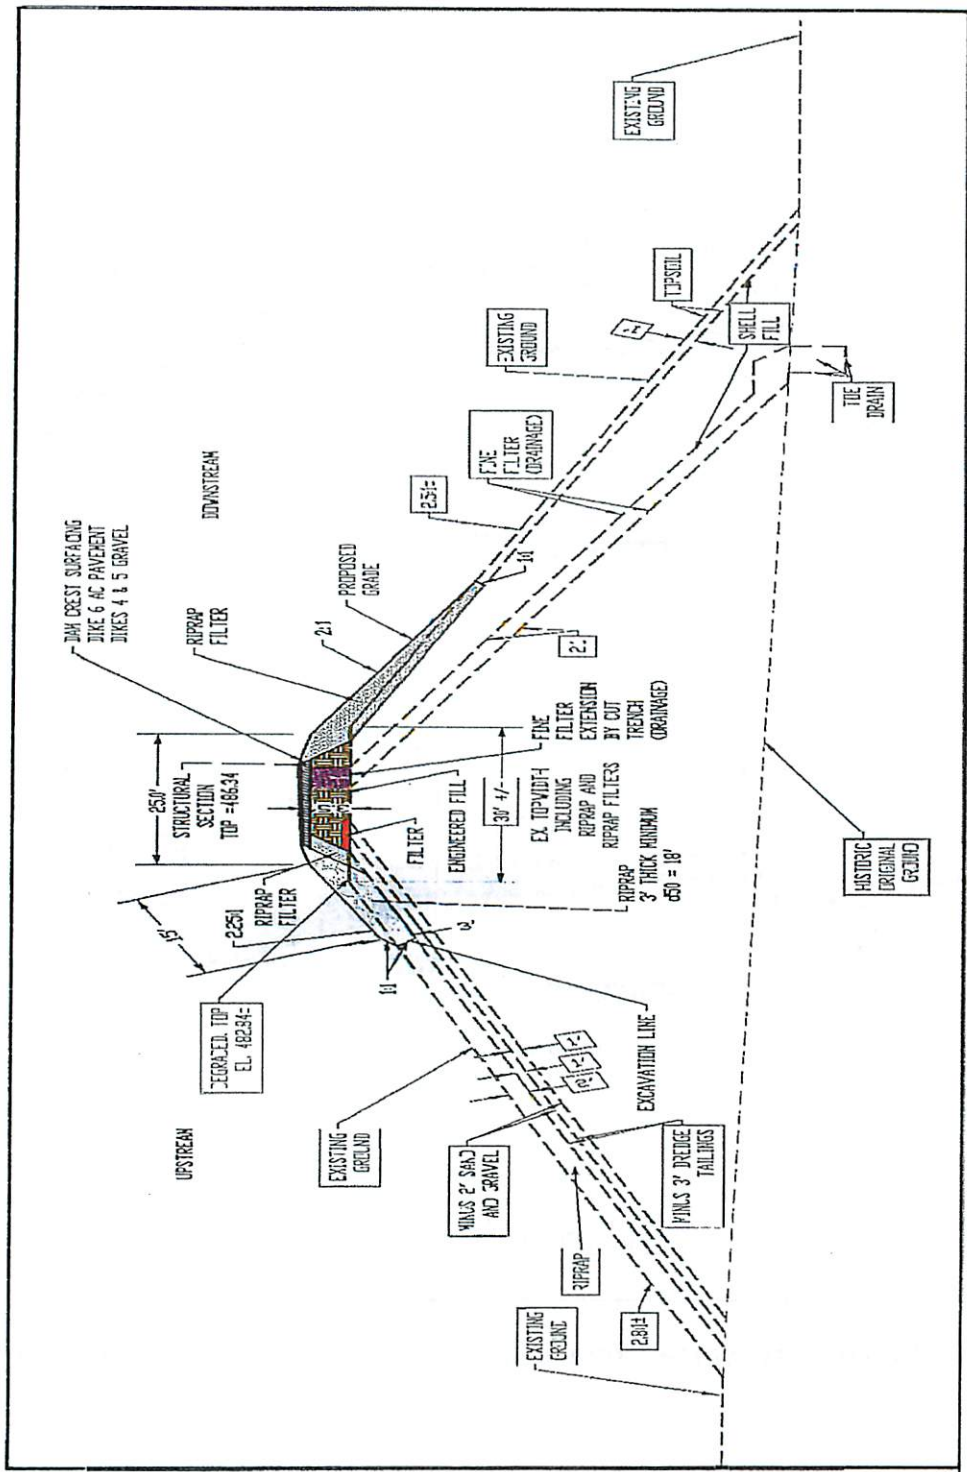 DAM CREST SURFACING
DIKE 6 AC PAVEMENT
DIKES 4 & 5 GRAVEL
UPSTREAM
DOWNSTREAM
25.0'
15'
STRUCTURAL
SECTION
TOP =486.34
RIPRAP
FILTER
RIPRAP
FILTER
2:1
PROPOSED
GRADE
2.25:1
1:1
1:1
DEGRADED TOP
EL. 482.84±
FILTER
ENGINEERED FILL
30' +/-
EX TOPWIDTH
INCLUDING
RIPRAP AND
RIPRAP FILTERS
FINE
FILTER
EXTENSION
BY CUT
TRENCH
(DRAINAGE)
RIPRAP
3' THICK MINIMUM
d50 = 18'
EXISTING
GROUND
FINE
FILTER
(DRAINAGE)
2.5:1±
EXISTING
GROUND
TOPSOIL
SHELL
FILL
TOE
DRAIN
EXISTING
GROUND
EXCAVATION LINE
MINUS 2' SAND
AND GRAVEL
RIPRAP
MINUS 3' DREDGE
TAILINGS
EXISTING
GROUND
2.8:1±
HISTORIC
ORIGINAL
GROUND